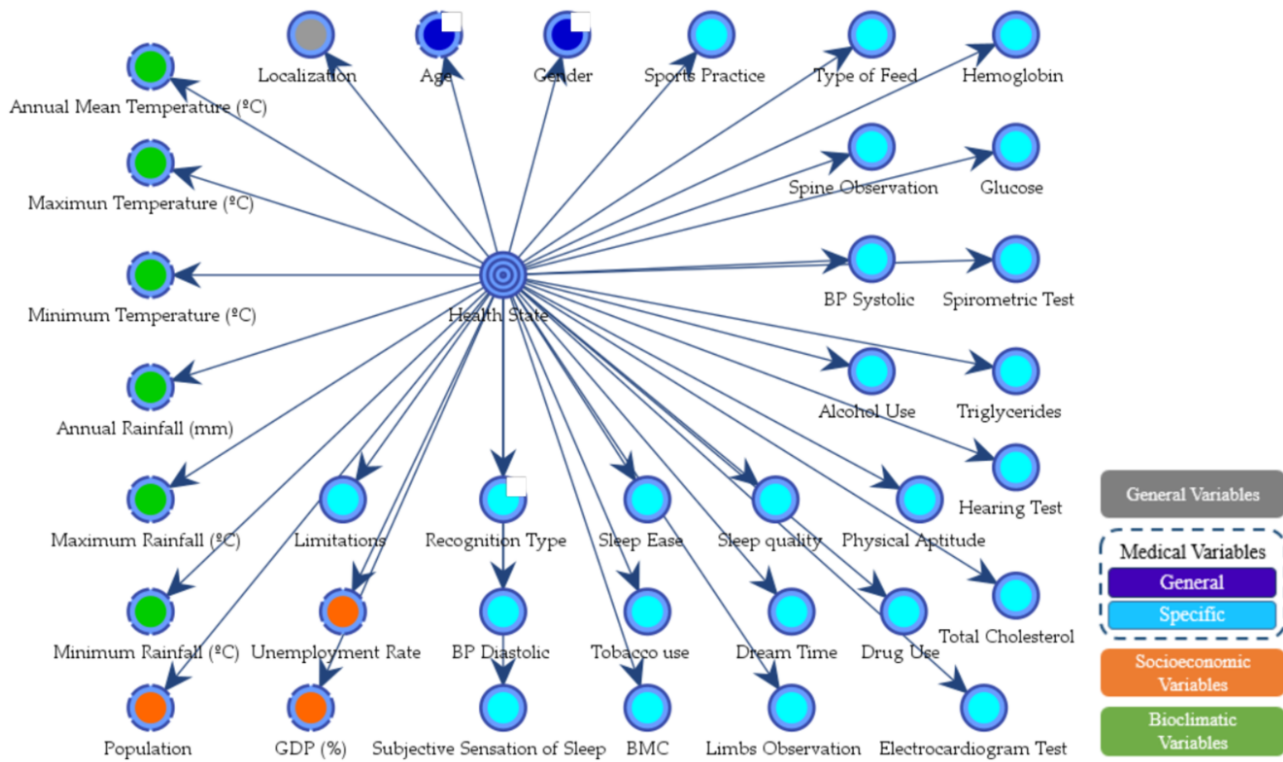 Localization
Age
Gender
Sports Practice
Type of Feed
Hemoglobin
Annual Mean Temperature (ºC)
Spine Observation
Glucose
Maximun Temperature (ºC)
BP Systolic
Spirometric Test
Minimum Temperature (ºC)
Health State
Alcohol Use
Triglycerides
Annual Rainfall (mm)
Hearing Test
Maximum Rainfall (ºC)
Limitations
Recognition Type
Sleep Ease
Sleep quality
Physical Aptitude
Total Cholesterol
Minimum Rainfall (ºC)
Unemployment Rate
BP Diastolic
Tobacco use
Dream Time
Drug Use
Population
GDP (%)
Subjective Sensation of Sleep
BMC
Limbs Observation
Electrocardiogram Test
General Variables
Medical Variables
General
Specific
Socioeconomic
Variables
Bioclimatic
Variables